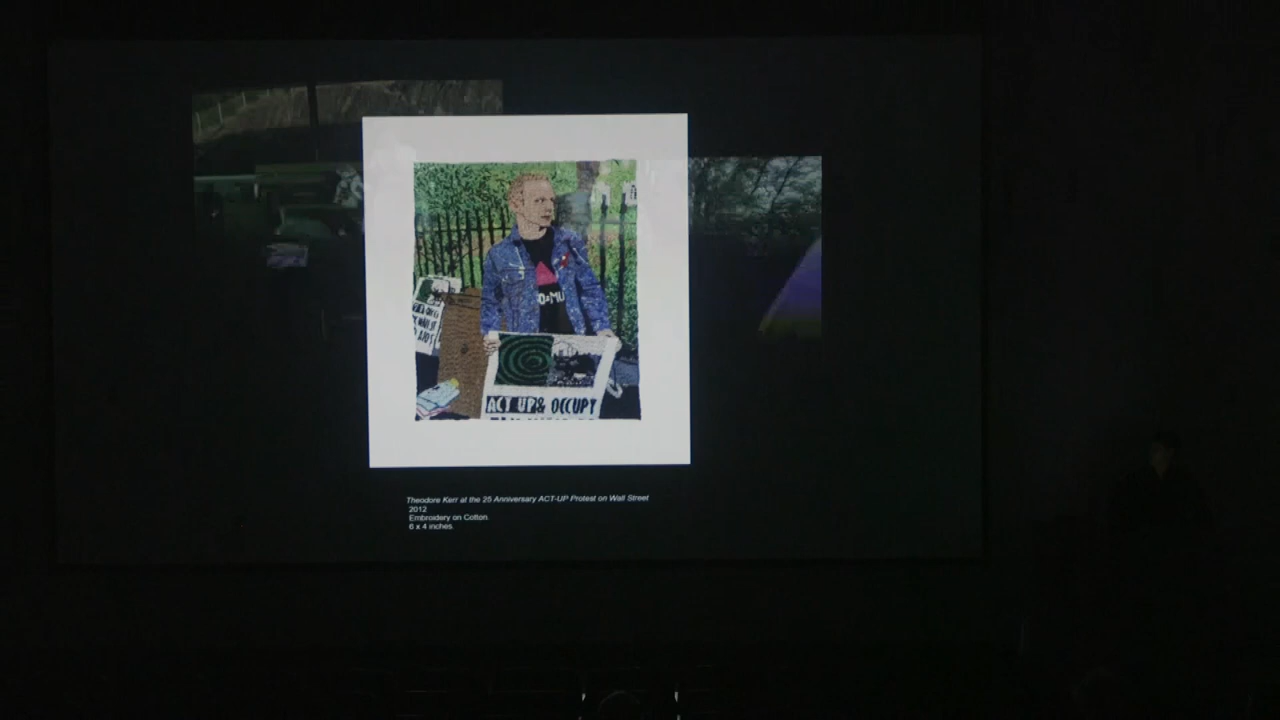 ACT UP & OCCUPY
Theodore Kerr at the 25 Anniversary ACT-UP Protest on Wall Street
2012
Embroidery on Cotton.
6 x 4 inches.